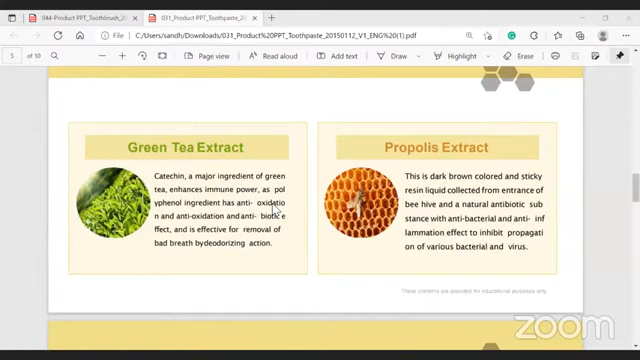 044-Product PPT_Toothbrush_20
031_Product PPT_Toothpaste_201
File
C:/Users/sandh/Downloads/031_Product%20PPT_Toothpaste_20150112_V1_ENG%20(1).pdf
5 of 10
Page view
Read aloud
Add text
Draw
Highlight
Erase
Green Tea Extract
Catechin, a major ingredient of green
tea, enhances immune power, as pol
yphenol ingredient has anti- oxidatio
n and anti-oxidation and anti- biotic e
ffect, and is effective for removal of
bad breath bydeodorizing action.
Propolis Extract
This is dark brown colored and sticky
resin liquid collected from entrance of
bee hive and a natural antibiotic sub
stance with anti-bacterial and anti- inf
lammation effect to inhibit propagati
on of various bacterial and virus.
These contents are provided for educational purposes only.
zoom